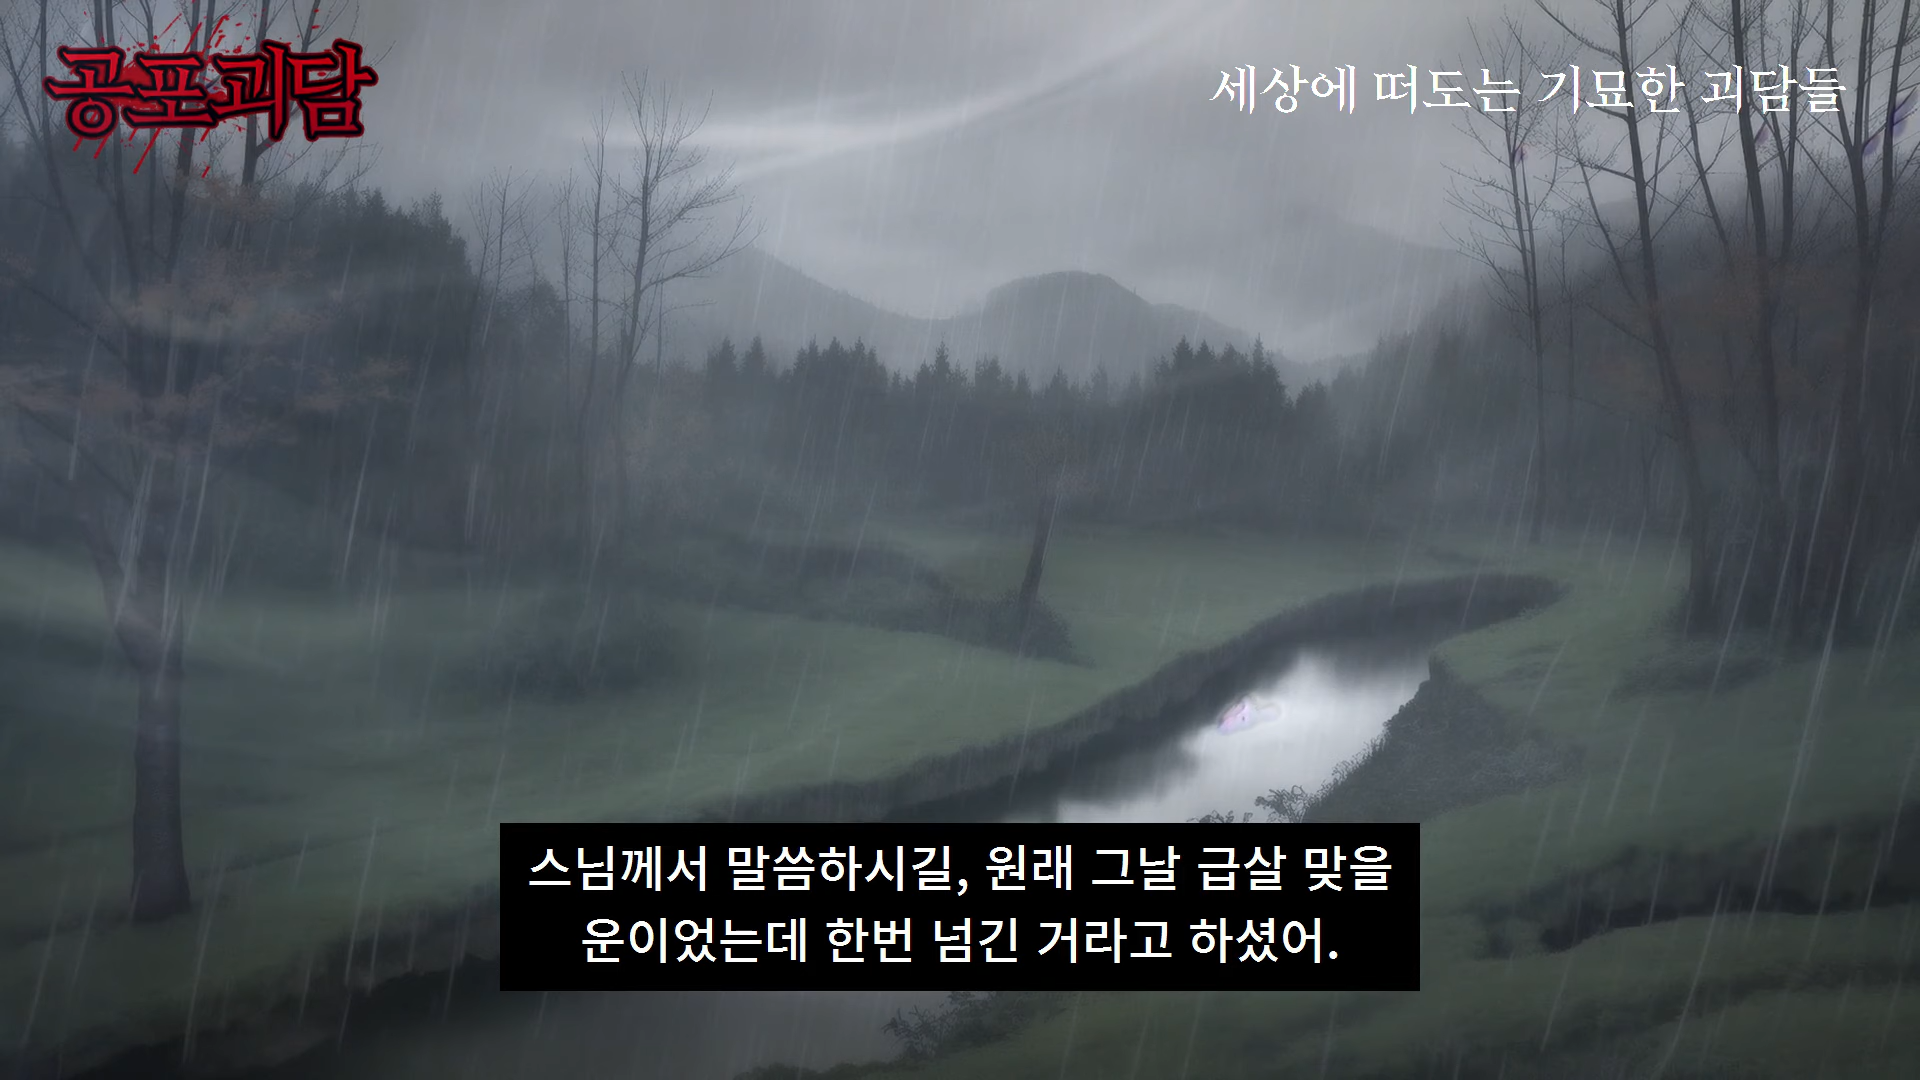 공포괴담
세상에 떠도는 기묘한 괴담들
스님께서 말씀하시길, 원래 그날 급살 맞을
운이었는데 한번 넘긴 거라고 하셨어.